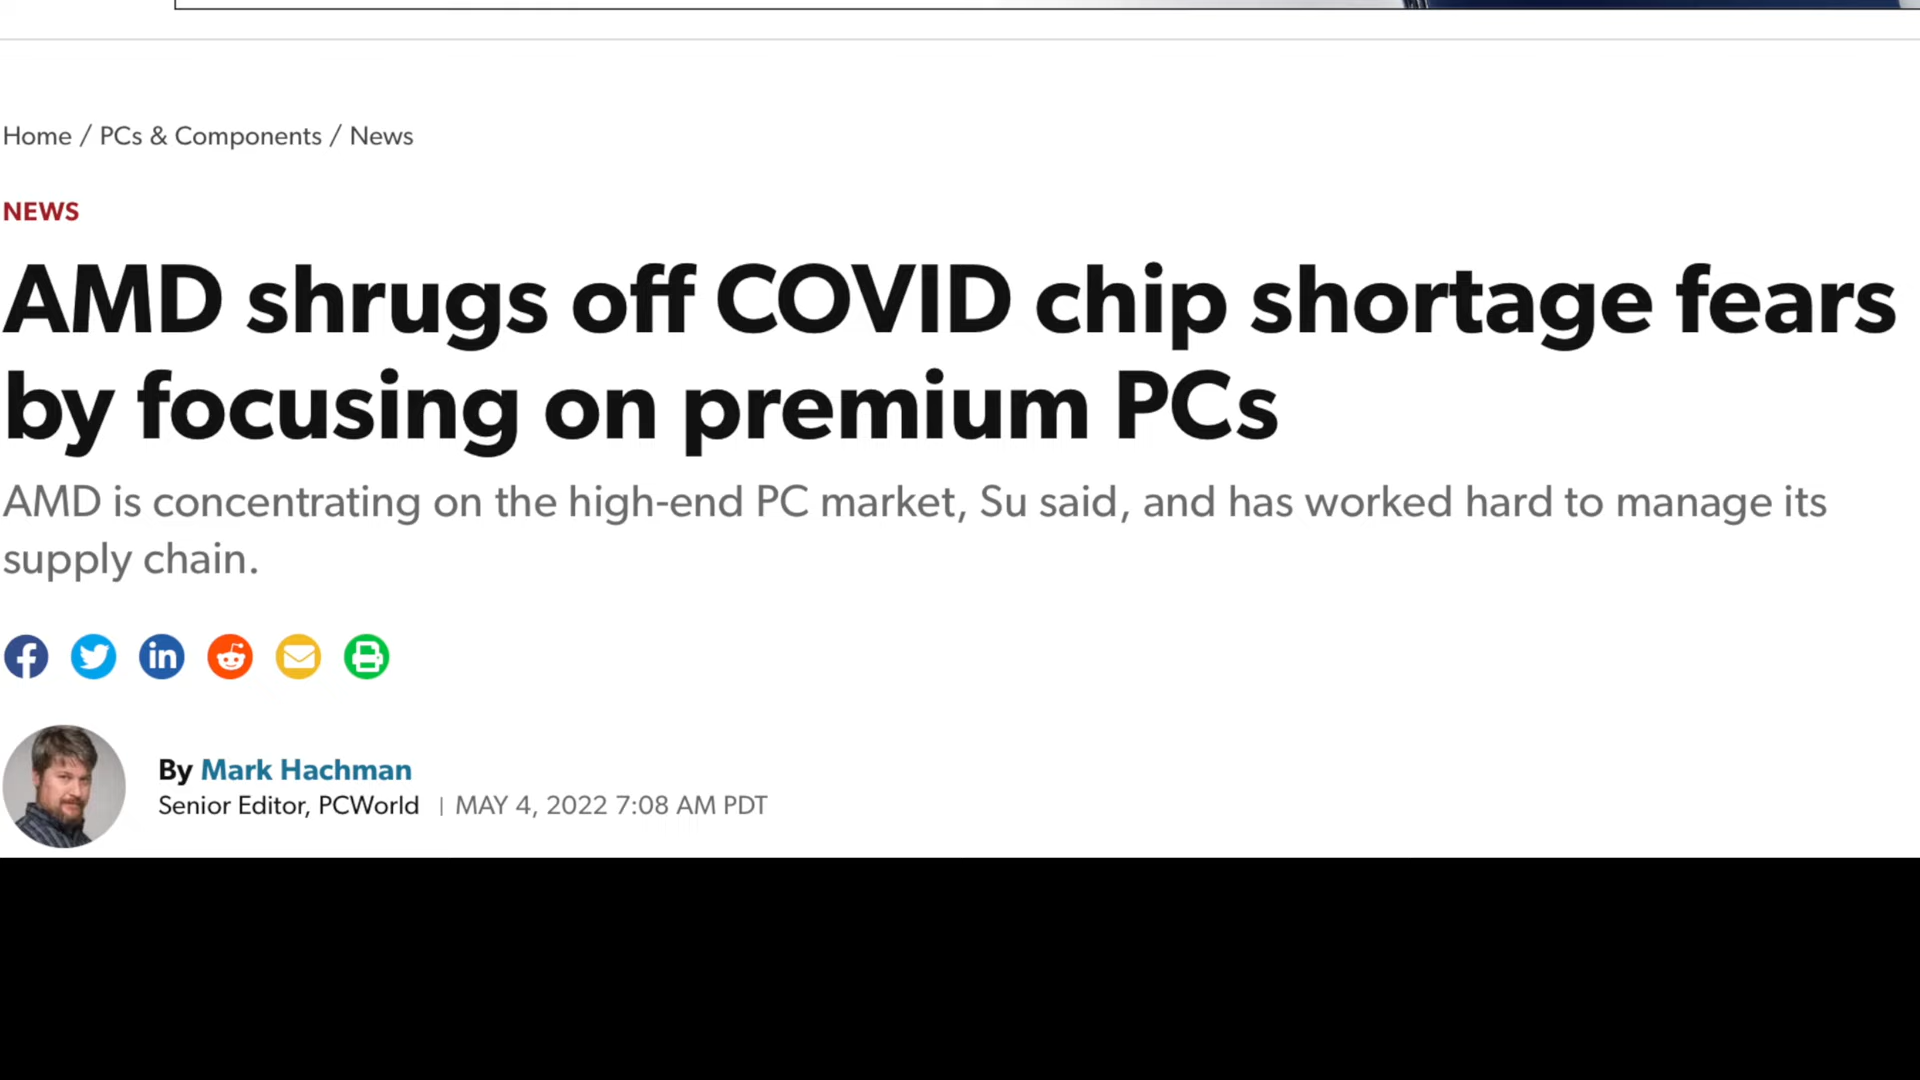 Home / PCs & Components / News
NEWS
AMD shrugs off COVID chip shortage fears
by focusing on premium PCs
AMD is concentrating on the high-end PC market, Su said, and has worked hard to manage its
supply chain.
By Mark Hachman
Senior Editor, PCWorld | MAY 4, 2022 7:08 AM PDT